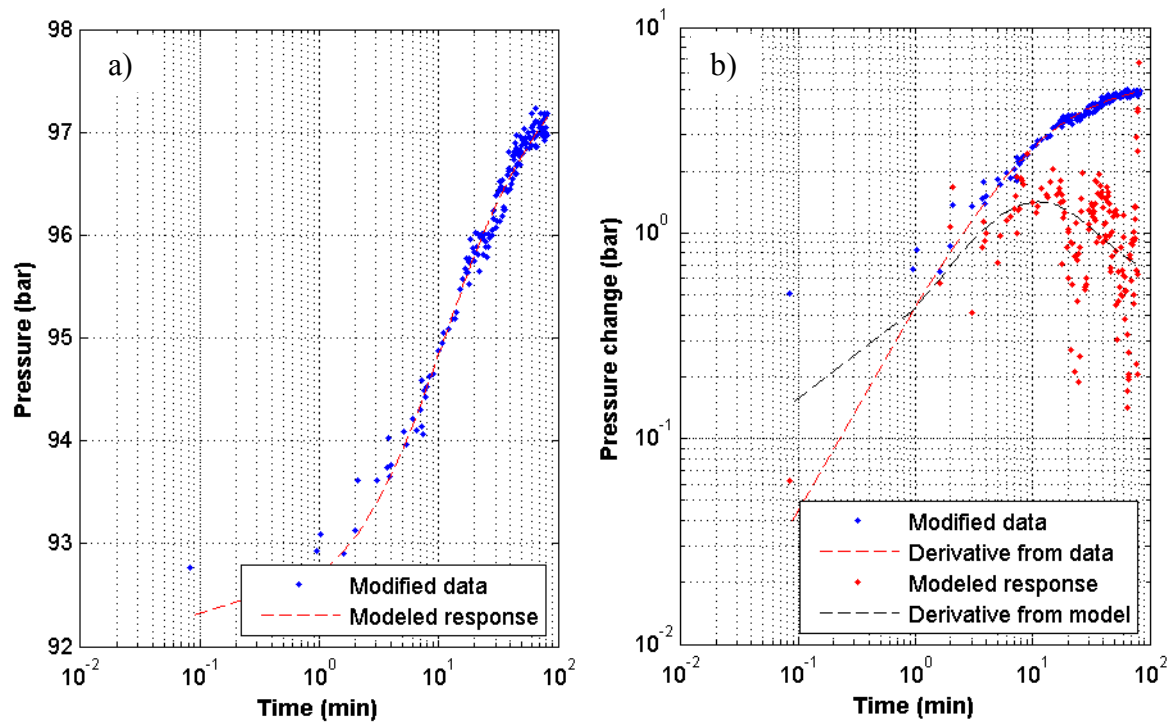 a)
98
97
96
95
94
93
92
Pressure (bar)
10^-2
10^-1
10^0
10^1
10^2
Time (min)
Modified data
Modeled response
b)
10^1
10^0
10^-1
10^-2
Pressure change (bar)
10^-2
10^-1
10^0
10^1
10^2
Time (min)
Modified data
Derivative from data
Modeled response
Derivative from model